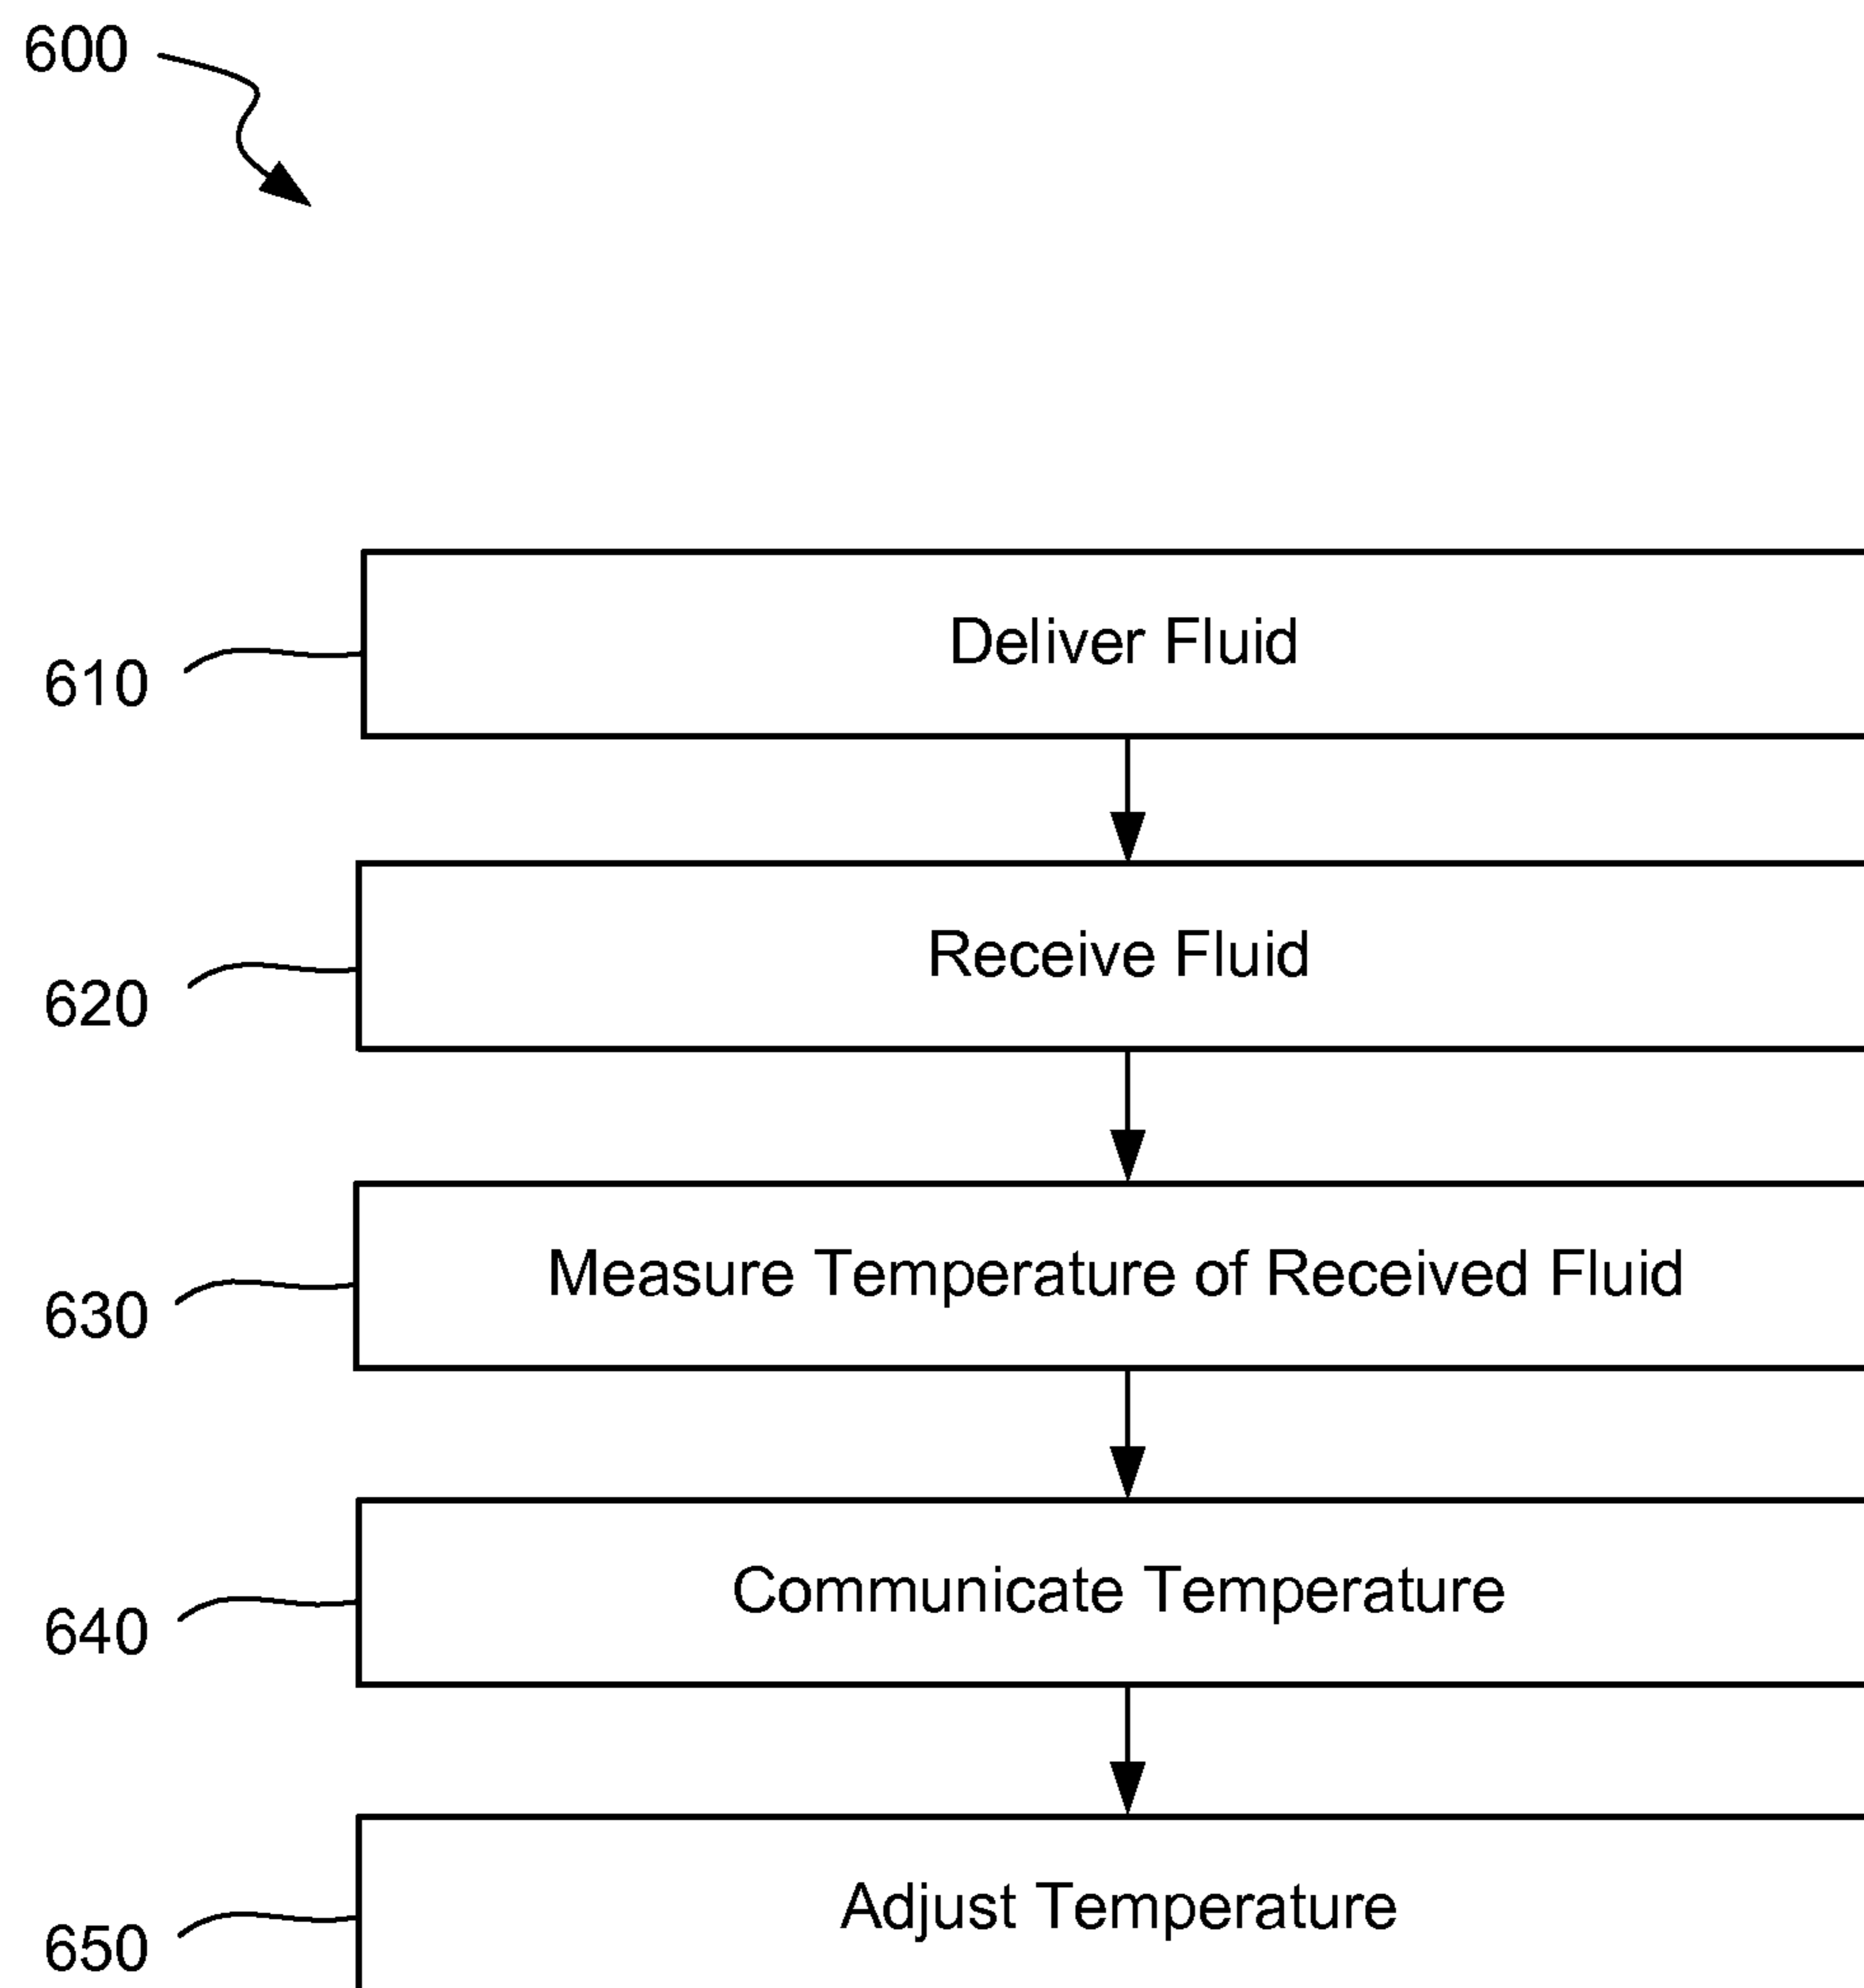 600
Deliver Fluid
610
Receive Fluid
620
Measure Temperature of Received Fluid
630
Communicate Temperature
640
Adjust Temperature
650